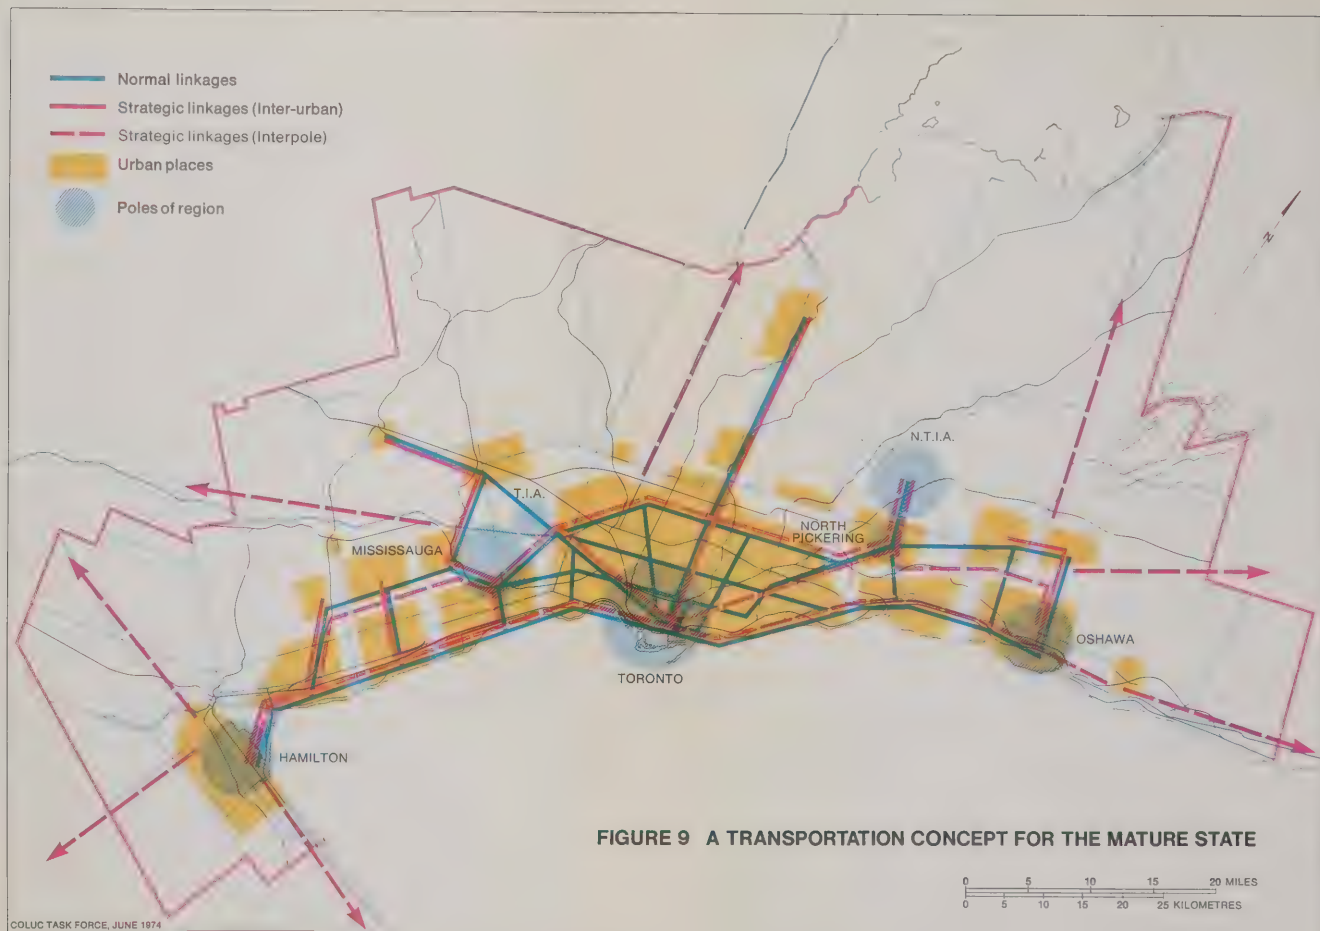 Normal linkages
Strategic linkages (Inter-urban)
Strategic linkages (Interpole)
Urban places
Poles of region
N
N.T.I.A.
T.I.A.
MISSISSAUGA
NORTH
PICKERING
OSHAWA
TORONTO
HAMILTON
FIGURE 9 A TRANSPORTATION CONCEPT FOR THE MATURE STATE
0 5 10 15 20 MILES
0 5 10 15 20 25 KILOMETRES
COLUC TASK FORCE, JUNE 1974